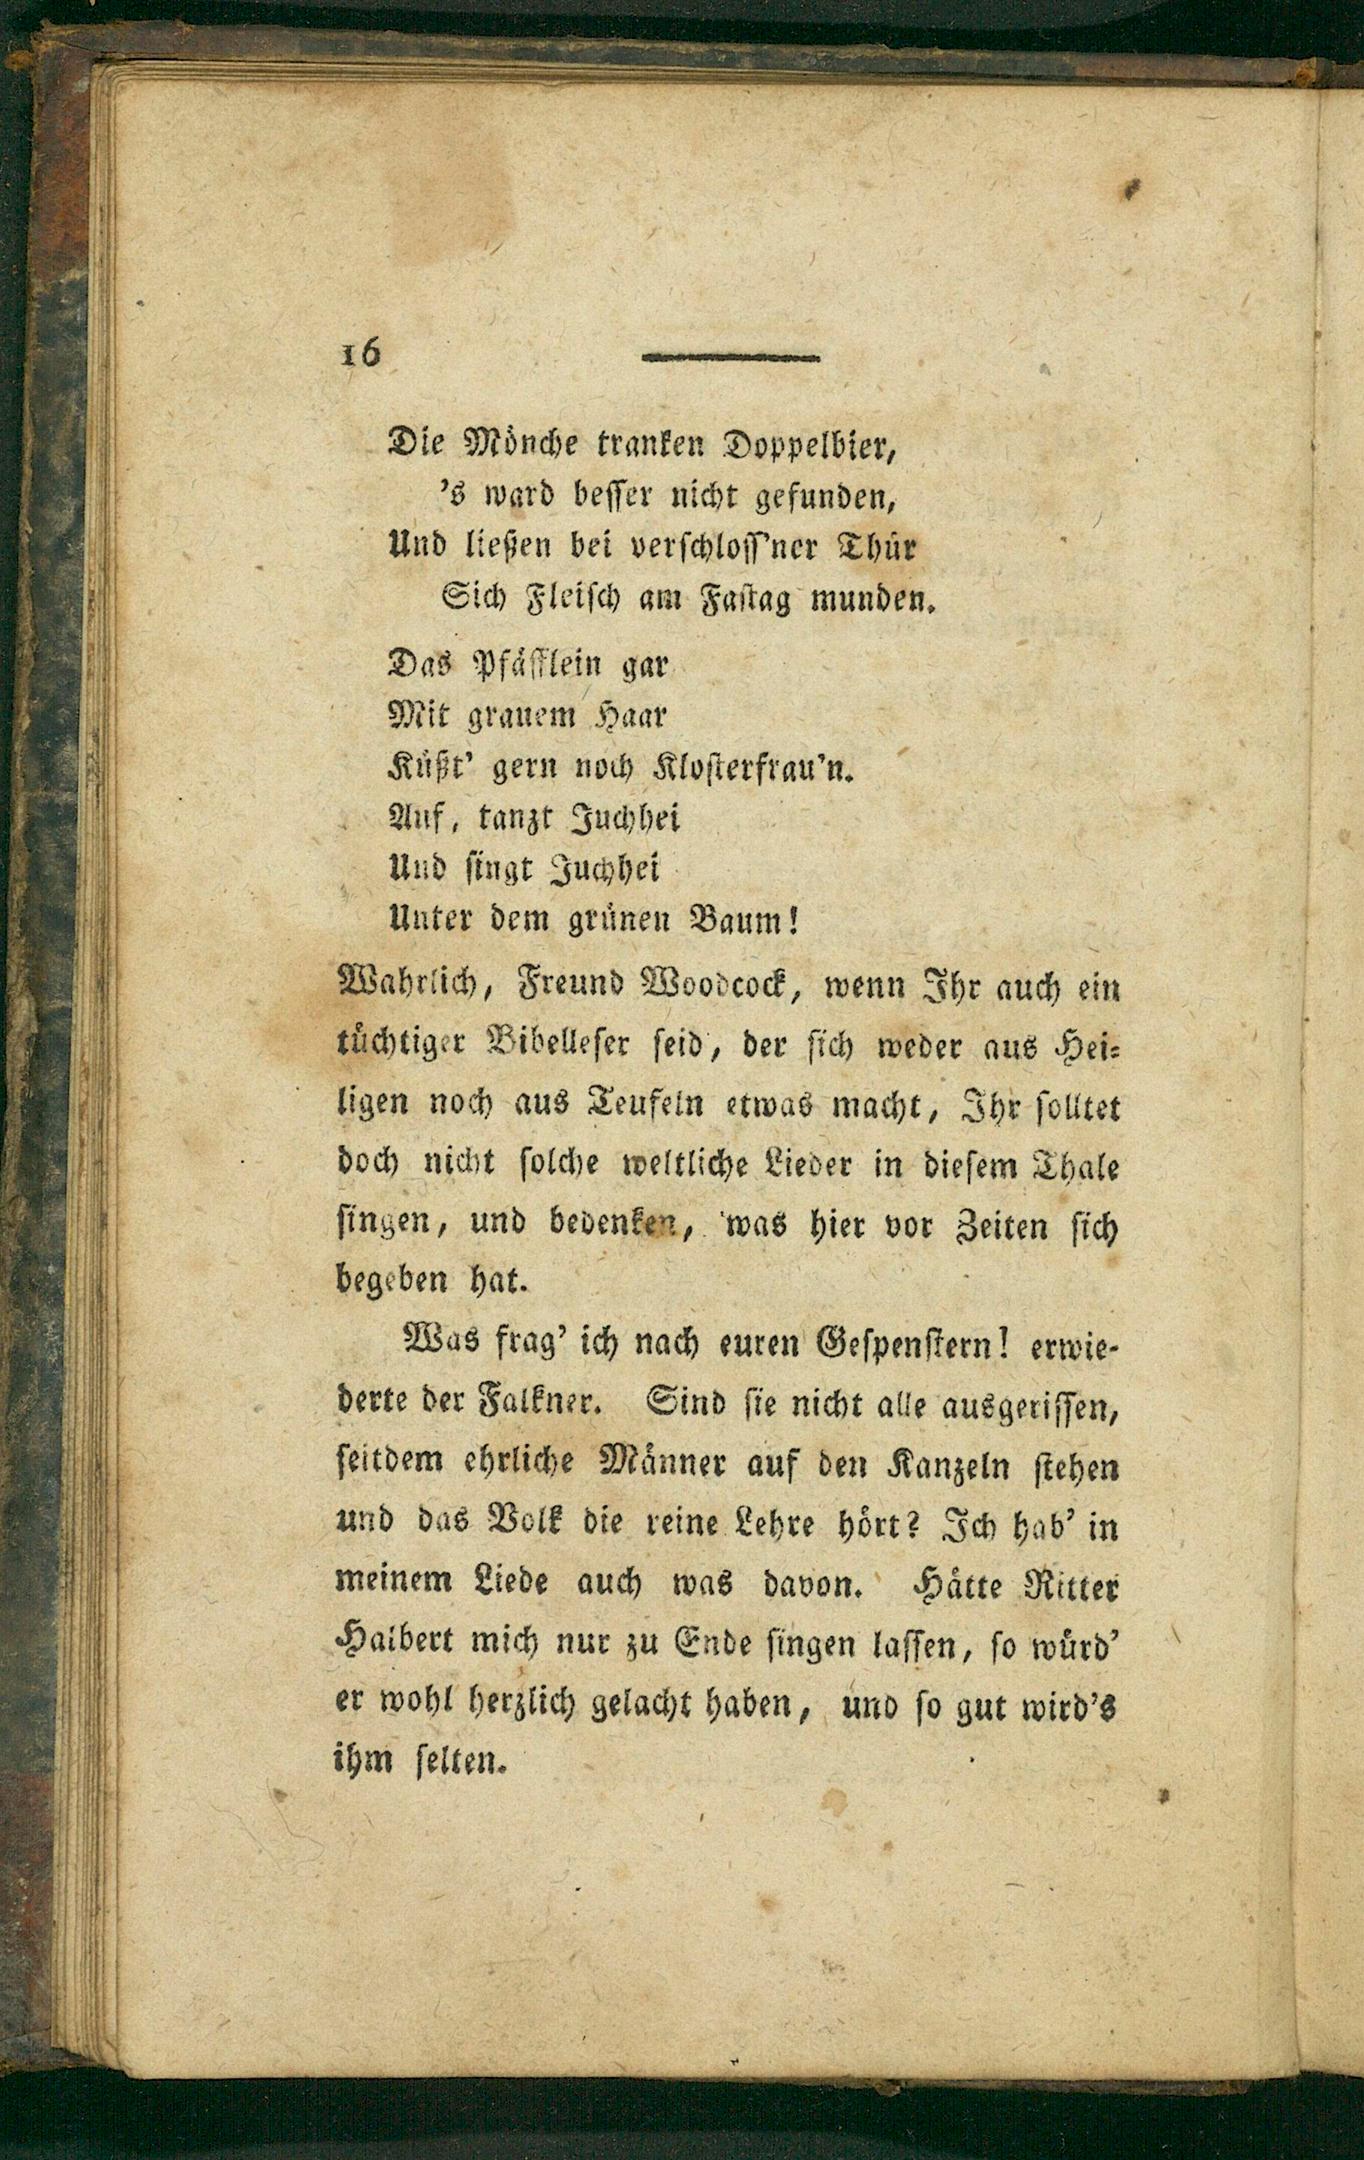 16
Die Mönche tranken Doppelbier,
's ward besser nicht gefunden,
Und ließen bei verschloss'ner Thür
Sich Fleisch am Fastag munden.
Das Pfäfflein gar
Mit grauem Haar
Küßt' gern noch Klosterfrau'n.
Auf, tanzt Juchhei
Und singt Juchhei
Unter dem grünen Baum!
Wahrlich, Freund Woodcock, wenn Ihr auch ein
tüchtiger Bibelleser seid, der sich weder aus Hei-
ligen noch aus Teufeln etwas macht, Ihr solltet
doch nicht solche weltliche Lieder in diesem Thale
singen, und bedenken, was hier vor Zeiten sich
begeben hat.
Was frag' ich nach euren Gespenstern! erwie-
derte der Falkner. Sind sie nicht alle ausgerissen,
seitdem ehrliche Männer auf den Kanzeln stehen
und das Volk die reine Lehre hört? Ich hab' in
meinem Liede auch was davon. Hätte Ritter
Halbert mich nur zu Ende singen lassen, so würd'
er wohl herzlich gelacht haben, und so gut wird's
ihm selten.